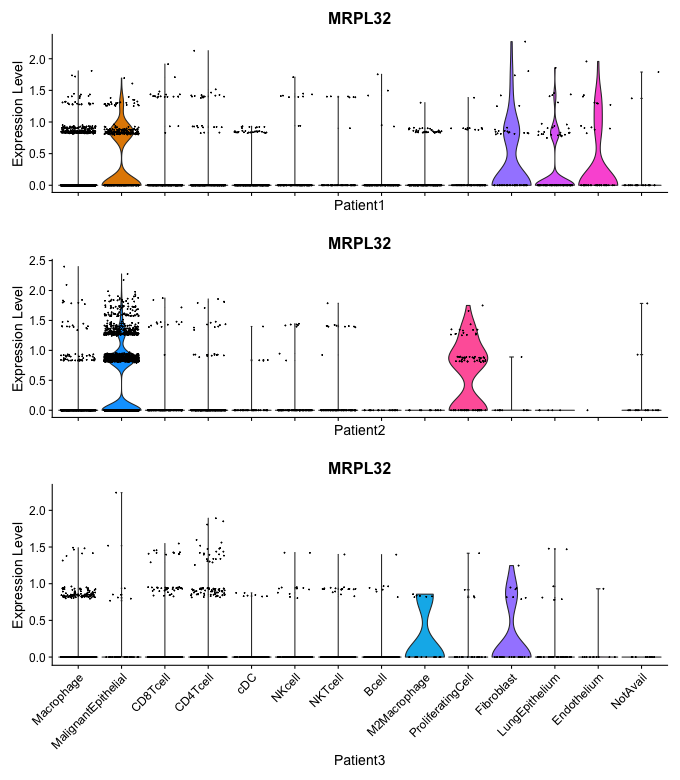 MRPL32
Expression Level
2.0
1.5
1.0
0.5
0.0
Patient1
MRPL32
Expression Level
2.5
2.0
1.5
1.0
0.5
0.0
Patient2
MRPL32
Expression Level
2.0
1.5
1.0
0.5
0.0
Macrophage
MalignantEpithelial
CD8Tcell
CD4Tcell
cDC
NKcell
NKTcell
Bcell
M2Macrophage
ProliferatingCell
Fibroblast
LungEpithelium
Endothelium
NotAvail
Patient3